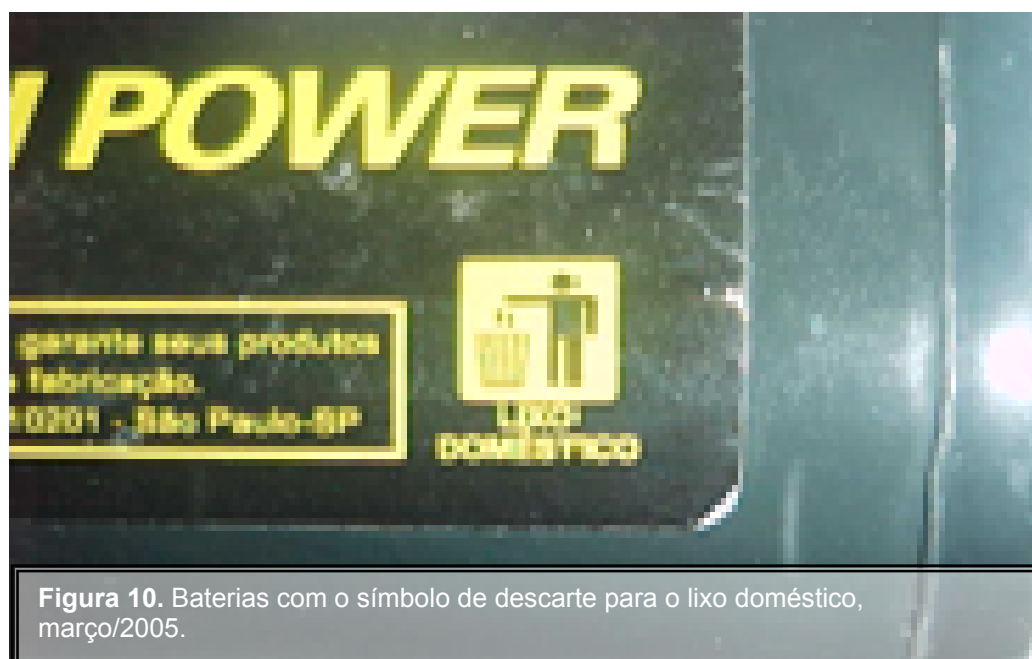 POWER
garante seus produtos
fabricação.
10201 - São Paulo-SP
LIXO
DOMÉSTICO
Figura 10. Baterias com o símbolo de descarte para o lixo doméstico,
março/2005.